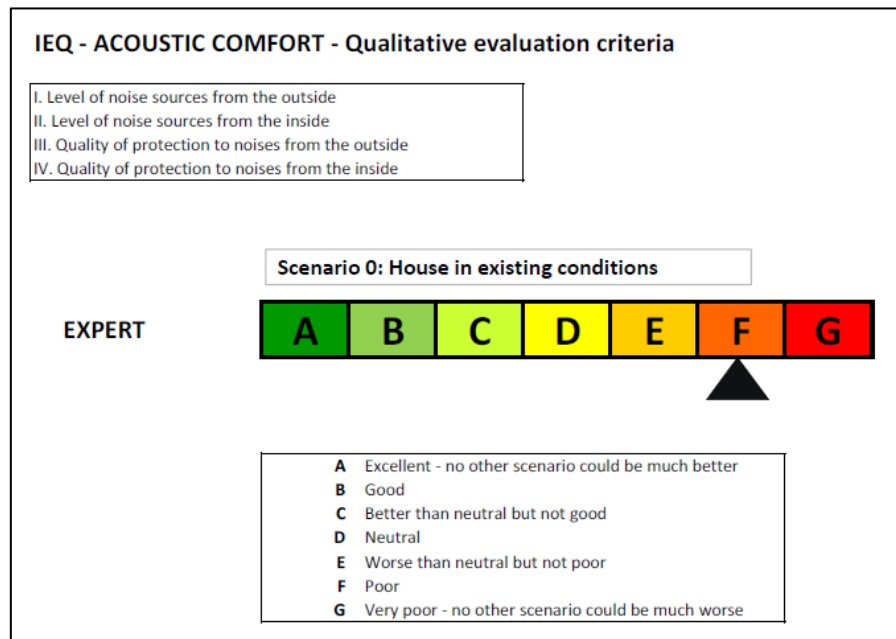 IEQ - ACOUSTIC COMFORT - Qualitative evaluation criteria
I. Level of noise sources from the outside
II. Level of noise sources from the inside
III. Quality of protection to noises from the outside
IV. Quality of protection to noises from the inside
Scenario 0: House in existing conditions
EXPERT A B C D E F G
A Excellent - no other scenario could be much better
B Good
C Better than neutral but not good
D Neutral
E Worse than neutral but not poor
F Poor
G Very poor - no other scenario could be much worse